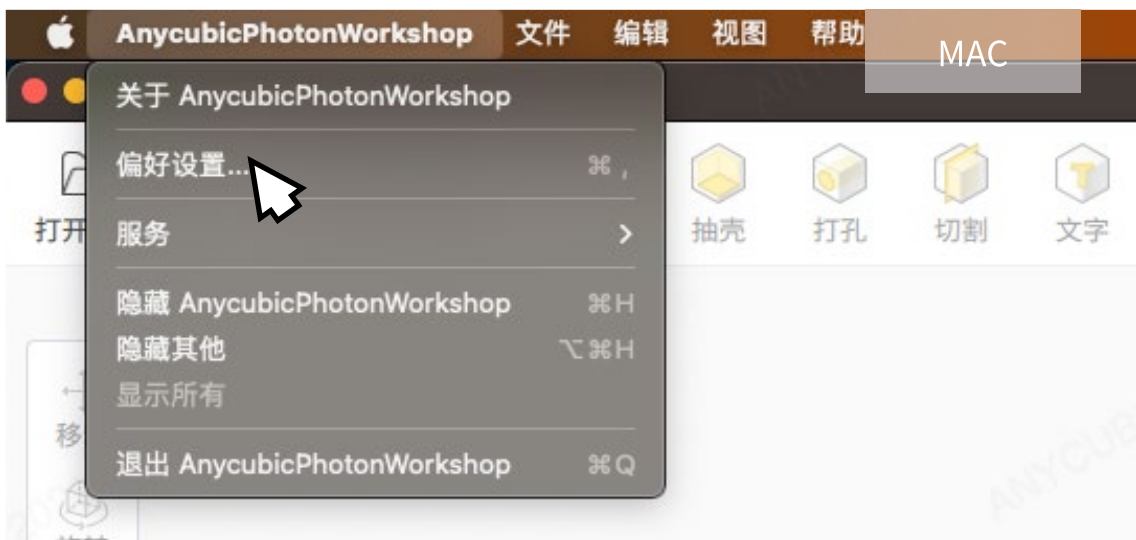 AnycubicPhotonWorkshop 文件 编辑 视图 帮助
MAC
关于 AnycubicPhotonWorkshop
偏好设置... ⌘ ,
打开
抽壳 打孔 切割 文字
服务
隐藏 AnycubicPhotonWorkshop ⌘H
隐藏其他 ⌥⌘H
显示所有
移
退出 AnycubicPhotonWorkshop ⌘Q
ANYCUB